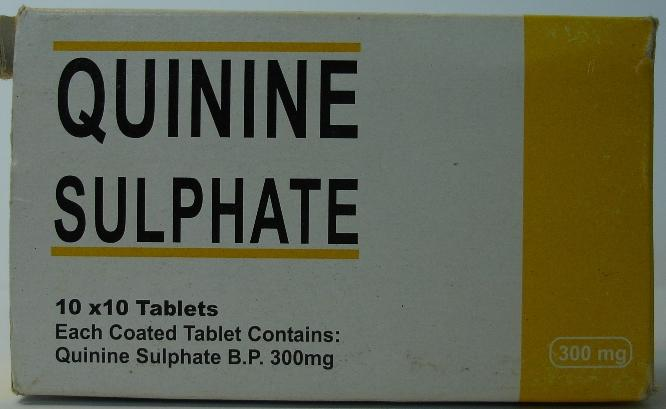 QUININE
SULPHATE
10 x10 Tablets
Each Coated Tablet Contains:
Quinine Sulphate B.P. 300mg
300 mg